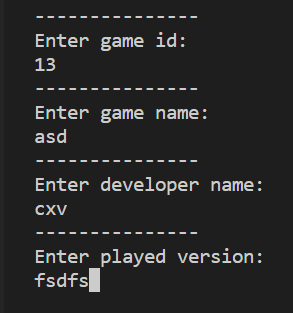 ---------------
Enter game id:
13
---------------
Enter game name:
asd
---------------
Enter developer name:
cxv
---------------
Enter played version:
fsdfs